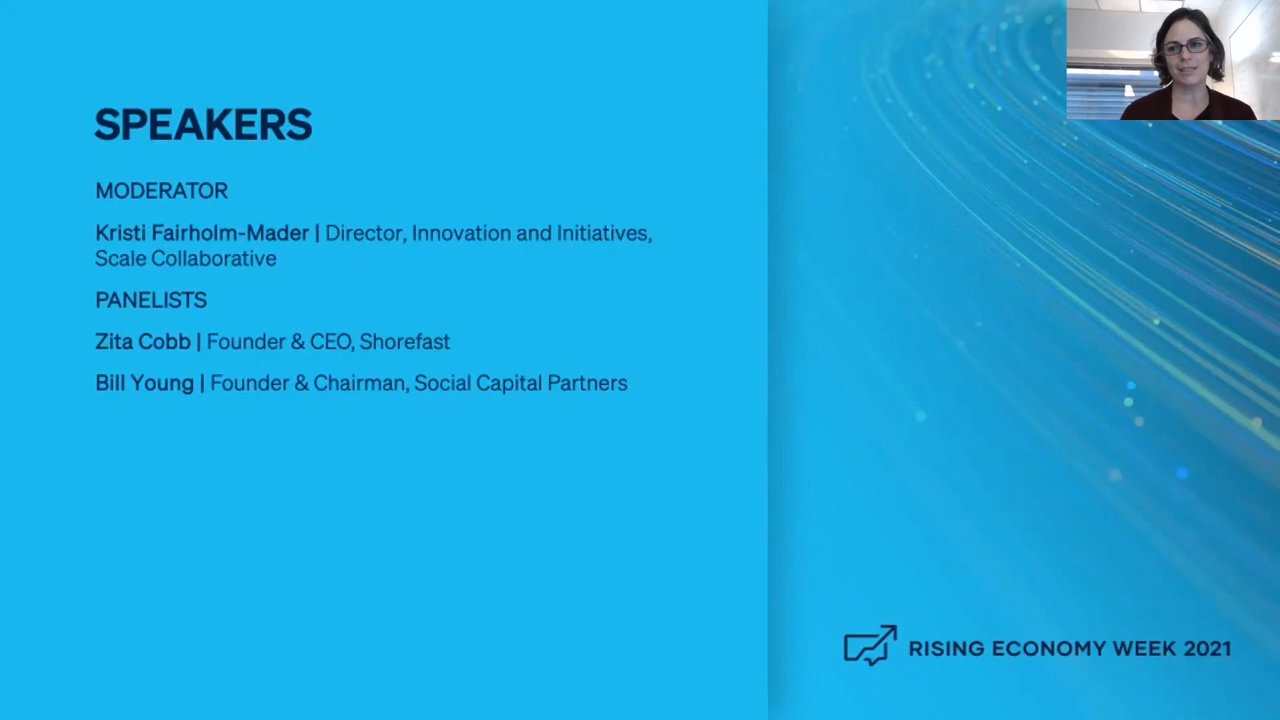 SPEAKERS
MODERATOR
Kristi Fairholm-Mader | Director, Innovation and Initiatives,
Scale Collaborative
PANELISTS
Zita Cobb | Founder & CEO, Shorefast
Bill Young | Founder & Chairman, Social Capital Partners
RISING ECONOMY WEEK 2021